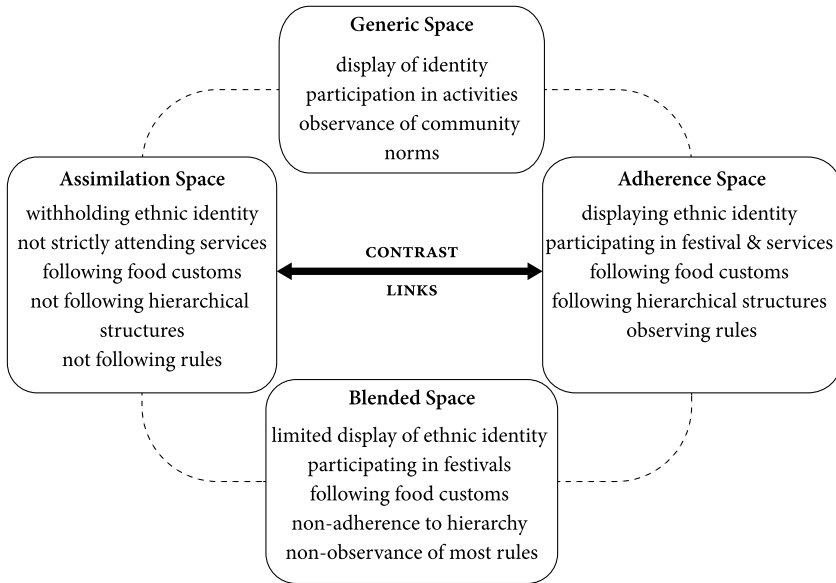 Generic Space
display of identity
participation in activities
observance of community
norms
Assimilation Space
withholding ethnic identity
not strictly attending services
following food customs
not following hierarchical
structures
not following rules
CONTRAST
LINKS
Adherence Space
displaying ethnic identity
participating in festival & services
following food customs
following hierarchical structures
observing rules
Blended Space
limited display of ethnic identity
participating in festivals
following food customs
non-adherence to hierarchy
non-observance of most rules